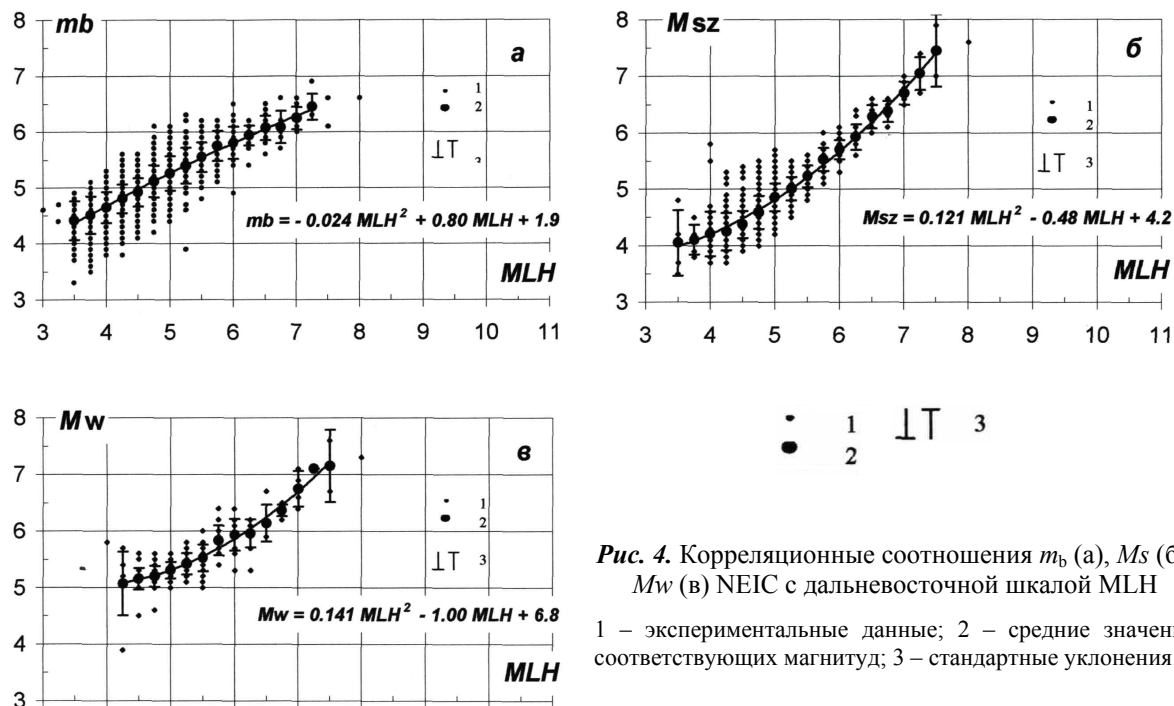 8
mb
а
7
1
2
6
3
5
mb = - 0.024 MLH² + 0.80 MLH + 1.9
4
MLH
3
3 4 5 6 7 8 9 10 11
8
Msz
б
7
1
2
6
3
5
Msz = 0.121 MLH² - 0.48 MLH + 4.2
4
MLH
3
3 4 5 6 7 8 9 10 11
8
Mw
в
7
1
2
6
3
5
Mw = 0.141 MLH² - 1.00 MLH + 6.8
4
MLH
1 3
2
Рис. 4. Корреляционные соотношения mb (а), Ms (б
Mw (в) NEIC с дальневосточной шкалой MLH
1 – экспериментальные данные; 2 – средние значен
соответствующих магнитуд; 3 – стандартные уклонения